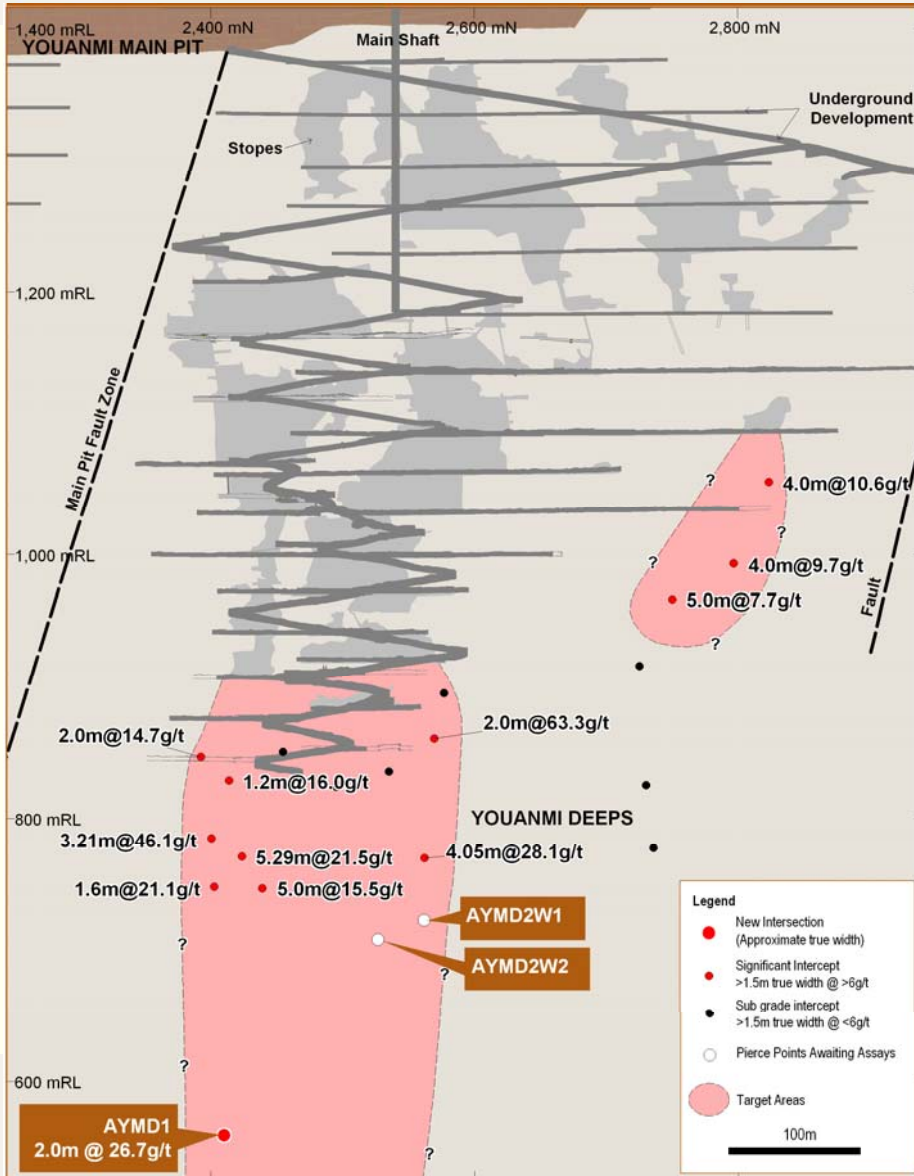 1,400 mRL
2,400 mN
2,600 mN
2,800 mN
YOUANMI MAIN PIT
Main Shaft
Underground
Development
Stopes
1,200 mRL
Main Pit Fault Zone
?
4.0m@10.6g/t
?
1,000 mRL
?
4.0m@9.7g/t
5.0m@7.7g/t
Fault
?
2.0m@14.7g/t
2.0m@63.3g/t
1.2m@16.0g/t
800 mRL
YOUANMI DEEPS
3.21m@46.1g/t
5.29m@21.5g/t
4.05m@28.1g/t
1.6m@21.1g/t
5.0m@15.5g/t
AYMD2W1
?
AYMD2W2
?
?
600 mRL
AYMD1
2.0m @ 26.7g/t
?
Legend
New Intersection
(Approximate true width)
Significant Intercept
>1.5m true width @ >6g/t
Sub grade intercept
>1.5m true width @ <6g/t
Pierce Points Awaiting Assays
Target Areas
100m